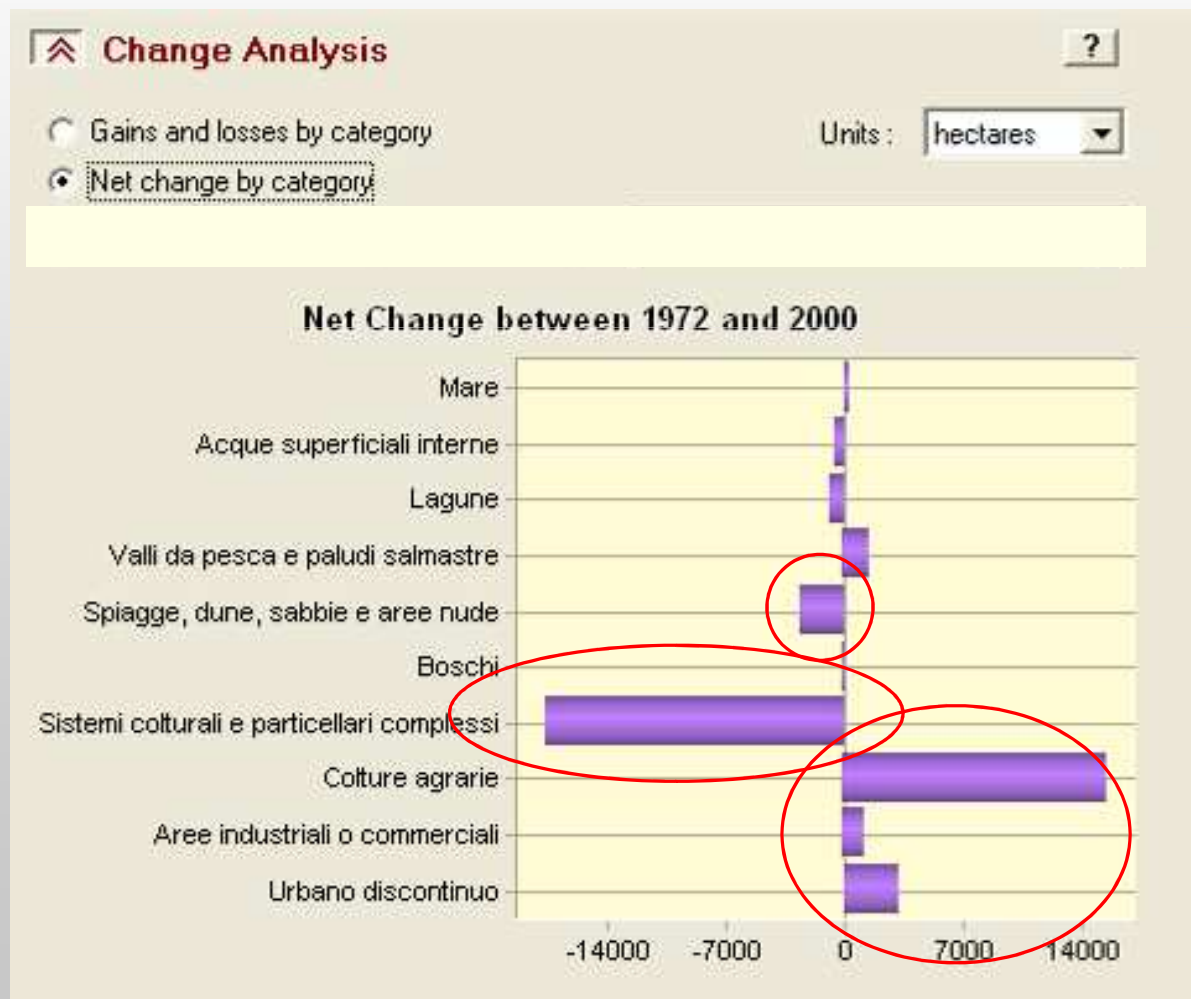 Change Analysis
?
Gains and losses by category
Units :
hectares
Net change by category
Net Change between 1972 and 2000
Mare
Acque superficiali interne
Lagune
Valli da pesca e paludi salmastre
Spiagge, dune, sabbie e aree nude
Boschi
Sistemi colturali e particellari complessi
Colture agrarie
Aree industriali o commerciali
Urbano discontinuo
-14000 -7000 0 7000 14000